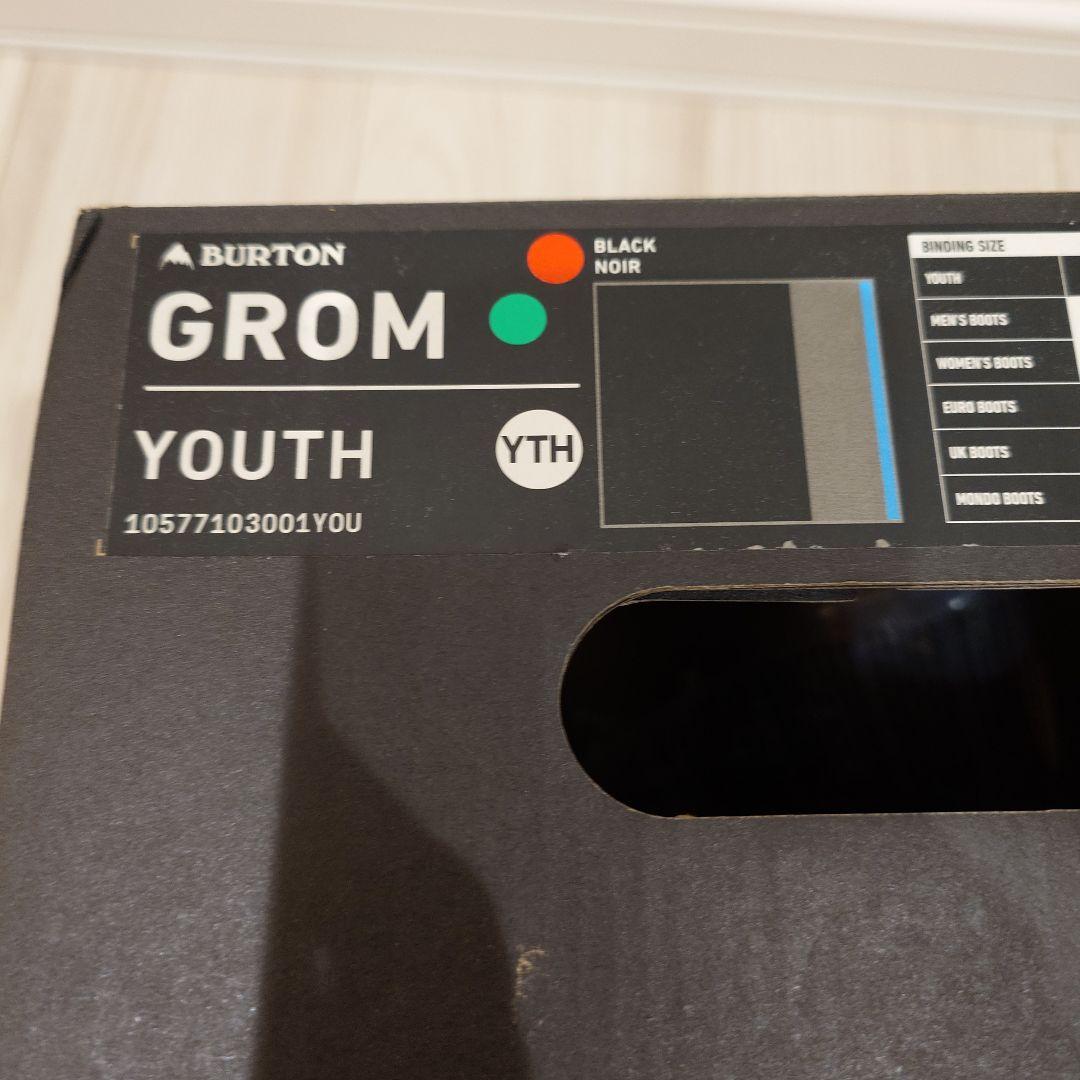 BURTON
GROM
YOUTH
YTH
10577103001YOU
BLACK
NOIR
BINDING SIZE
YOUTH
MEN'S BOOTS
WOMEN'S BOOTS
EURO BOOTS
UK BOOTS
MONDO BOOTS